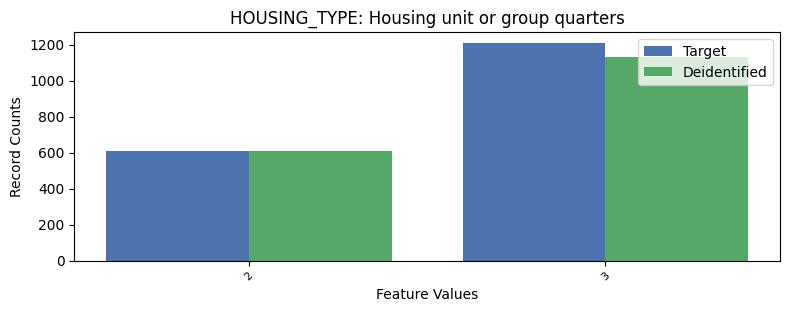 HOUSING_TYPE: Housing unit or group quarters
Target
Deidentified
Record Counts
1200
1000
800
600
400
200
0
2
3
Feature Values